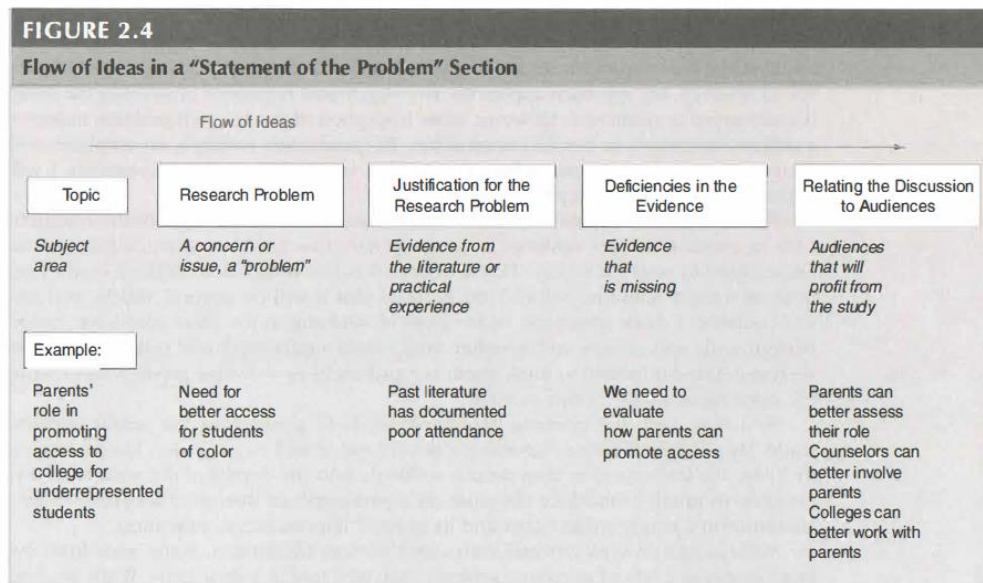 FIGURE 2.4
Flow of Ideas in a “Statement of the Problem” Section
Flow of Ideas
Topic
Research Problem
Justification for the
Research Problem
Deficiencies in the
Evidence
Relating the Discussion
to Audiences
Subject
area
A concern or
issue, a “problem”
Evidence from
the literature or
practical
experience
Evidence
that
is missing
Audiences
that will
profit from
the study
Example:
Parents’
role in
promoting
access to
college for
underrepresented
students
Need for
better access
for students
of color
Past literature
has documented
poor attendance
We need to
evaluate
how parents
promote access
Parents can
better assess
their role
Counselors can
better involve
parents
Colleges can
better work with
parents